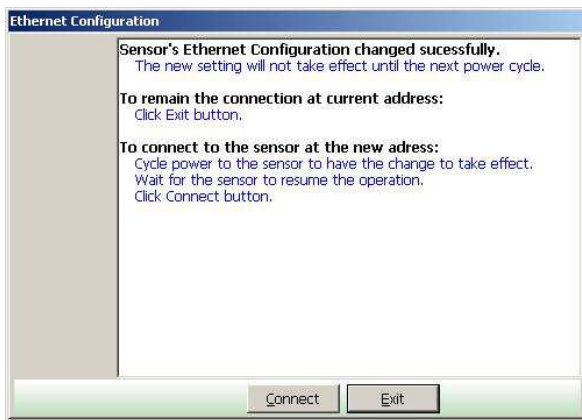 Ethernet Configuration
Sensor's Ethernet Configuration changed sucessfully.
The new setting will not take effect until the next power cycle.
To remain the connection at current address:
Click Exit button.
To connect to the sensor at the new adress:
Cycle power to the sensor to have the change to take effect.
Wait for the sensor to resume the operation.
Click Connect button.
Connect
Exit